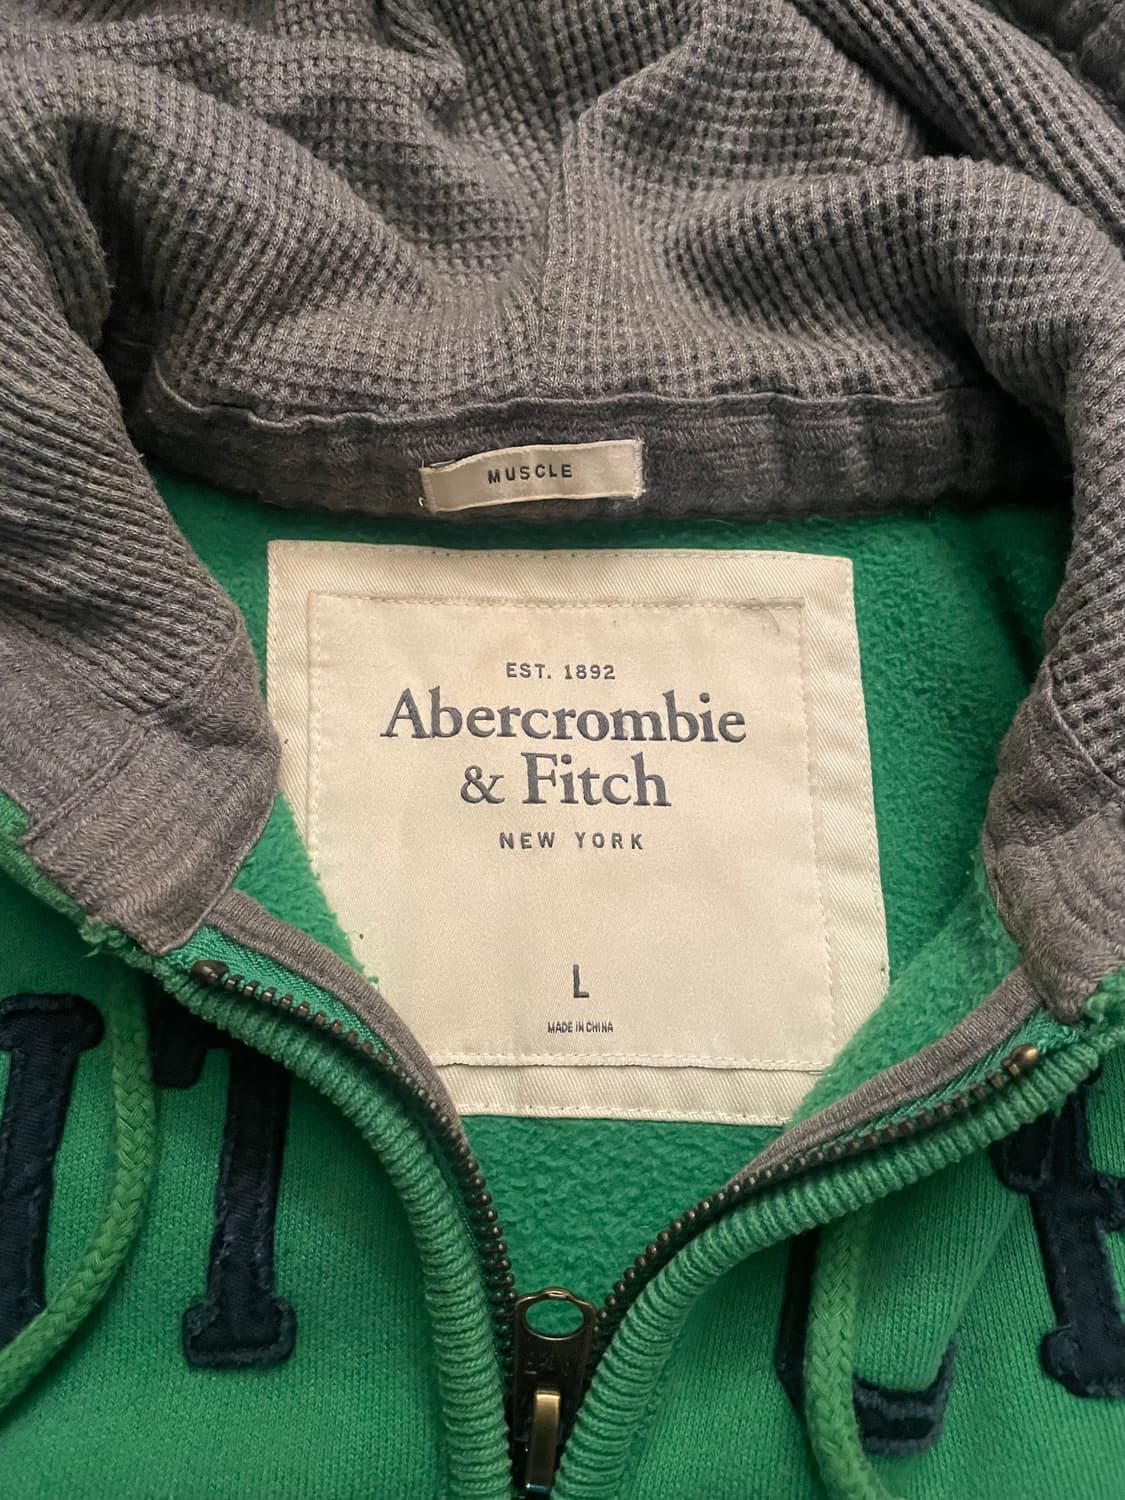 MUSCLE
EST. 1892
Abercrombie
& Fitch
NEW YORK
L
MADE IN CHINA